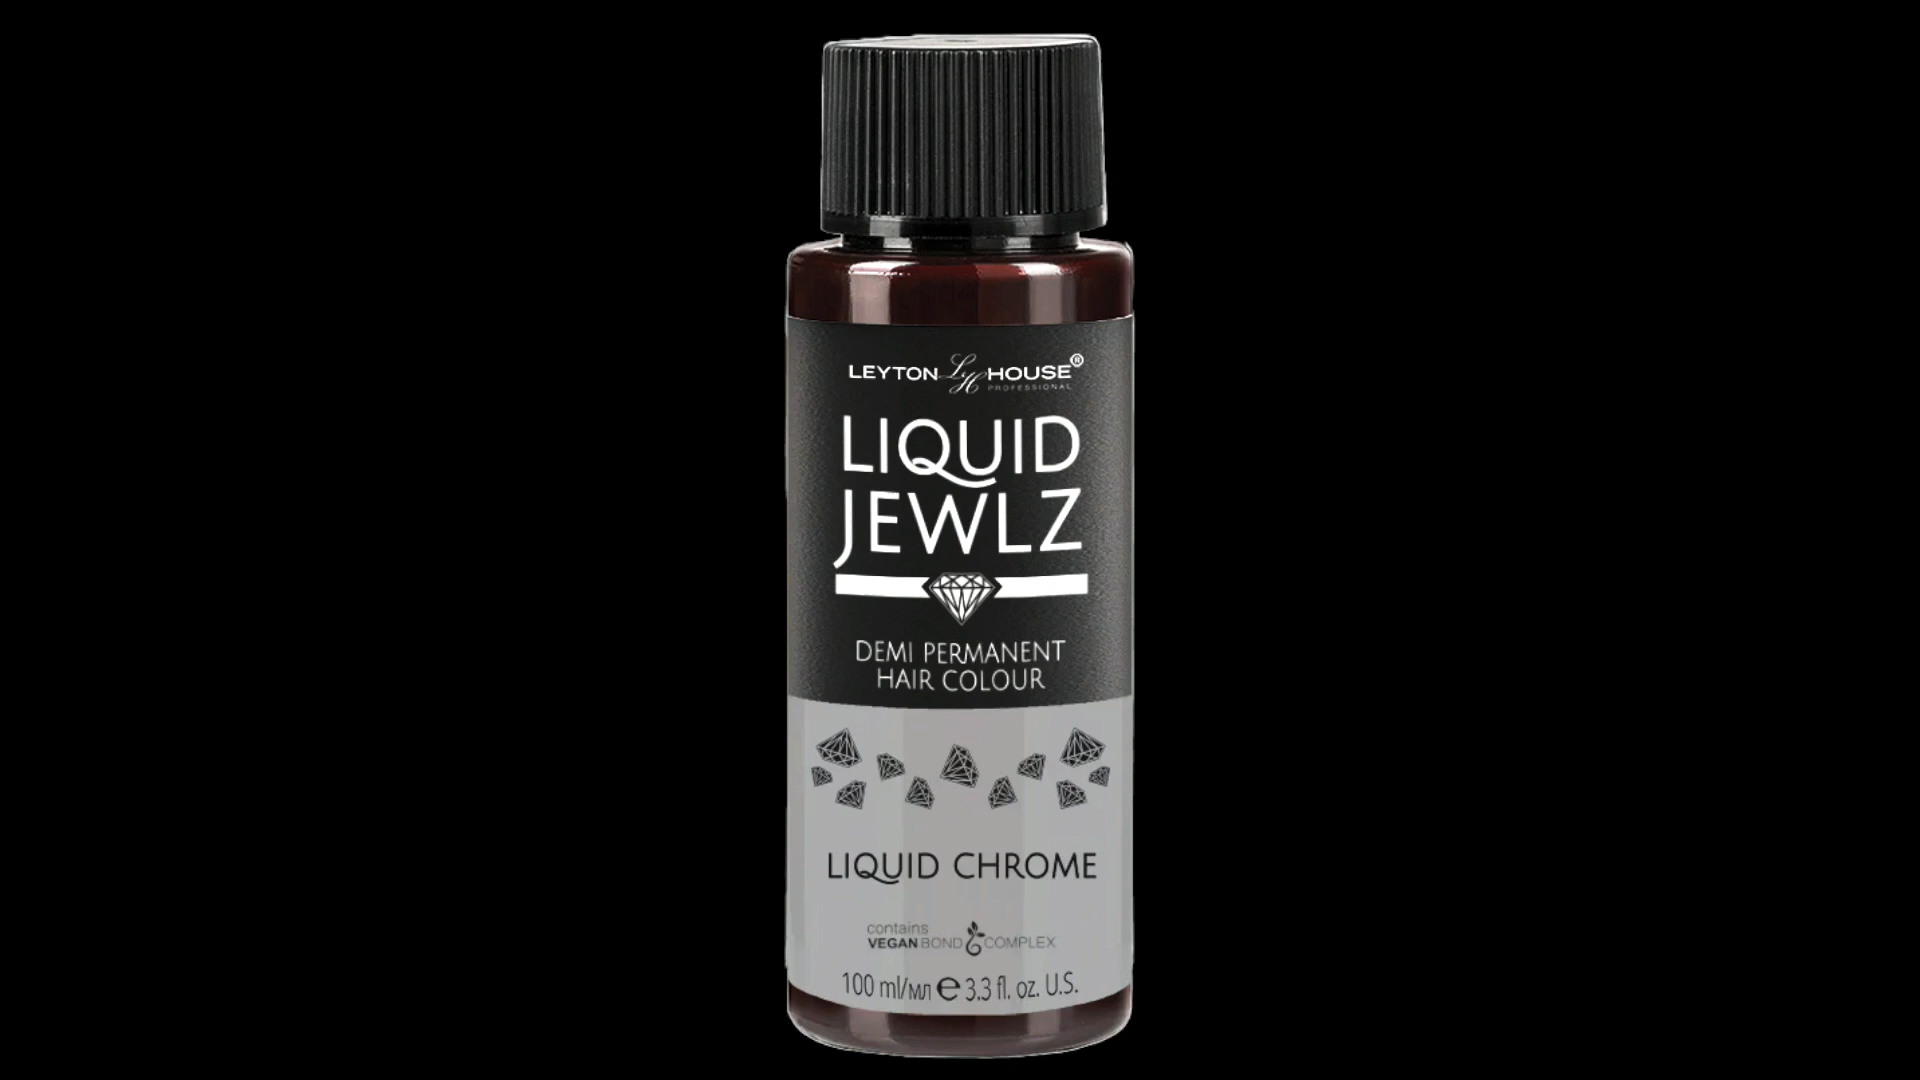 LEYTON LH HOUSE®
PROFESSIONAL
LIQUID
JEWLZ
DEMI PERMANENT
HAIR COLOUR
LIQUID CHROME
contains
VEGAN BOND COMPLEX
100 ml/мл ℮ 3.3 fl. oz. U.S.